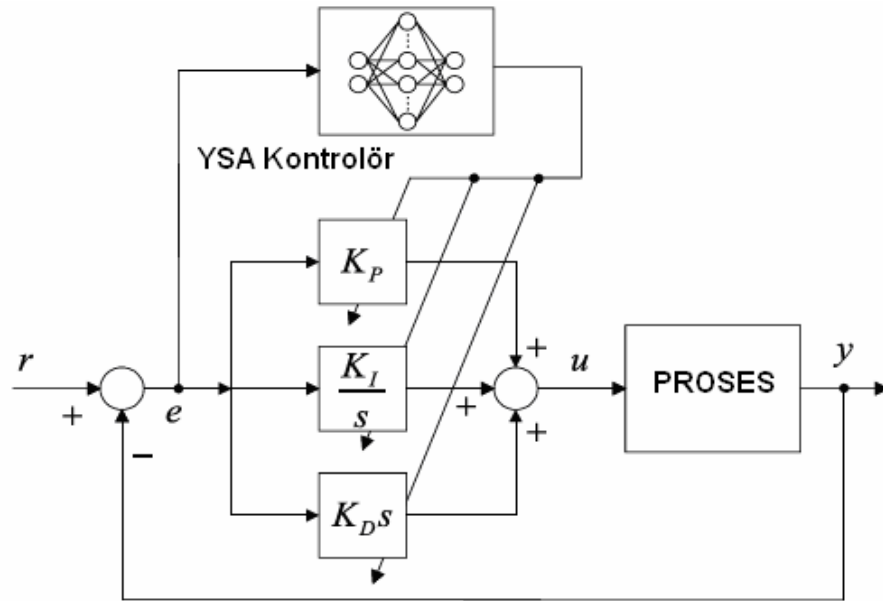 YSA Kontrolör
K_P
r
+
e
−
K_I
s
+
+
+
u
PROSES
y
K_D s